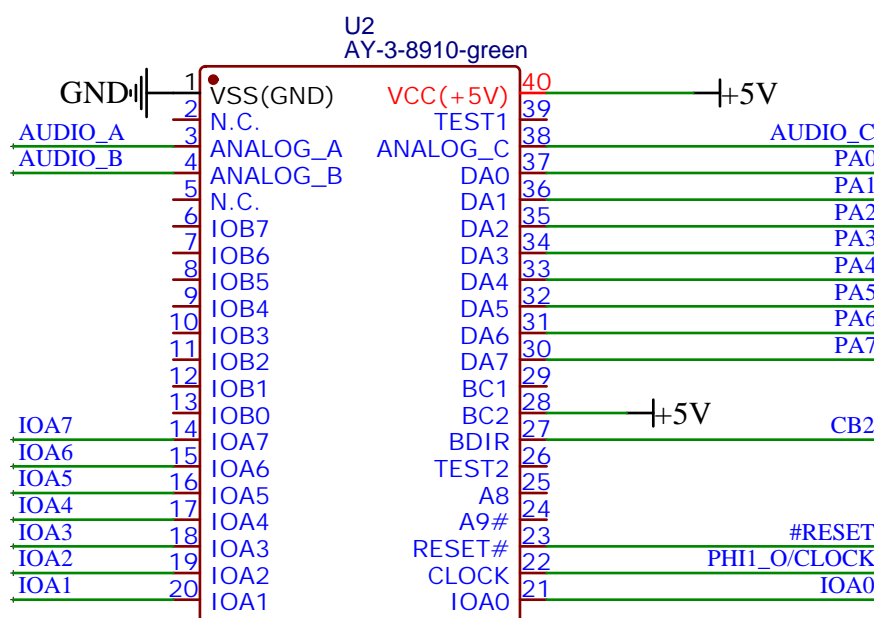 U2
AY-3-8910-green
GND 1 VSS(GND) VCC(+5V) 40 +5V
2 N.C. TEST1 39
AUDIO_A 3 ANALOG_A ANALOG_C 38 AUDIO_C
AUDIO_B 4 ANALOG_B DA0 37 PA0
5 N.C. DA1 36 PA1
6 IOB7 DA2 35 PA2
7 IOB6 DA3 34 PA3
8 IOB5 DA4 33 PA4
9 IOB4 DA5 32 PA5
10 IOB3 DA6 31 PA6
11 IOB2 DA7 30 PA7
12 IOB1 BC1 29
13 IOB0 BC2 28 +5V
IOA7 14 IOA7 BDIR 27 CB2
IOA6 15 IOA6 TEST2 26
IOA5 16 IOA5 A8 25
IOA4 17 IOA4 A9# 24
IOA3 18 IOA3 RESET# 23 #RESET
IOA2 19 IOA2 CLOCK 22 PHI1_O/CLOCK
IOA1 20 IOA1 IOA0 21 IOA0